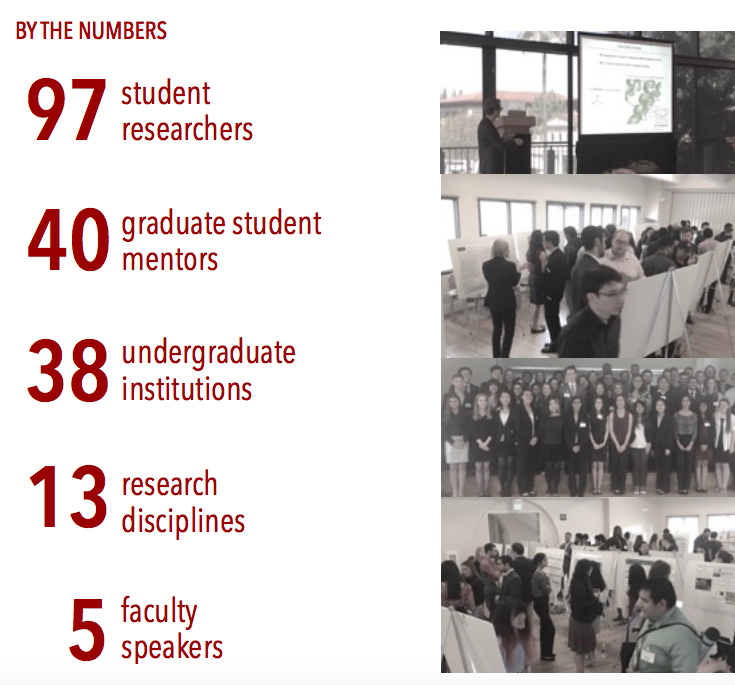 BY THE NUMBERS
97 student
researchers
40 graduate student
mentors
38 undergraduate
institutions
13 research
disciplines
5 faculty
speakers